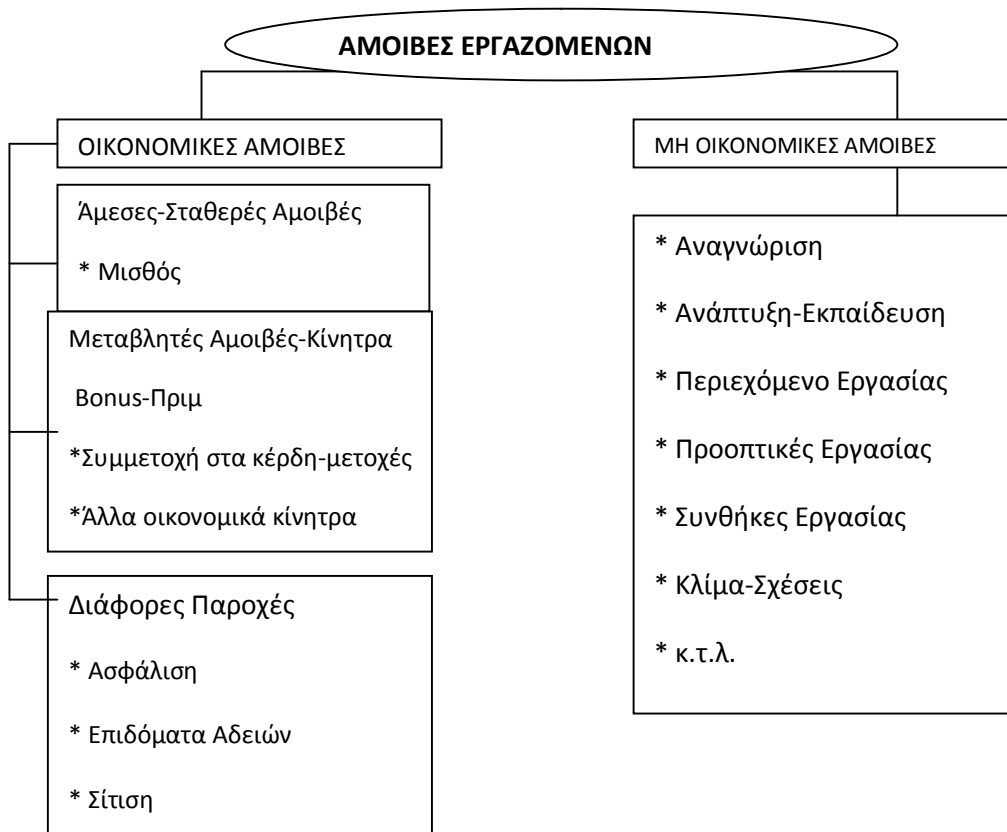 ΑΜΟΙΒΕΣ ΕΡΓΑΖΟΜΕΝΩΝ
ΟΙΚΟΝΟΜΙΚΕΣ ΑΜΟΙΒΕΣ
Άμεσες-Σταθερές Αμοιβές
* Μισθός
Μεταβλητές Αμοιβές-Κίνητρα
Bonus-Πριμ
*Συμμετοχή στα κέρδη-μετοχές
*Άλλα οικονομικά κίνητρα
Διάφορες Παροχές
* Ασφάλιση
* Επιδόματα Αδειών
* Σίτιση
ΜΗ ΟΙΚΟΝΟΜΙΚΕΣ ΑΜΟΙΒΕΣ
* Αναγνώριση
* Ανάπτυξη-Εκπαίδευση
* Περιεχόμενο Εργασίας
* Προοπτικές Εργασίας
* Συνθήκες Εργασίας
* Κλίμα-Σχέσεις
* κ.τ.λ.